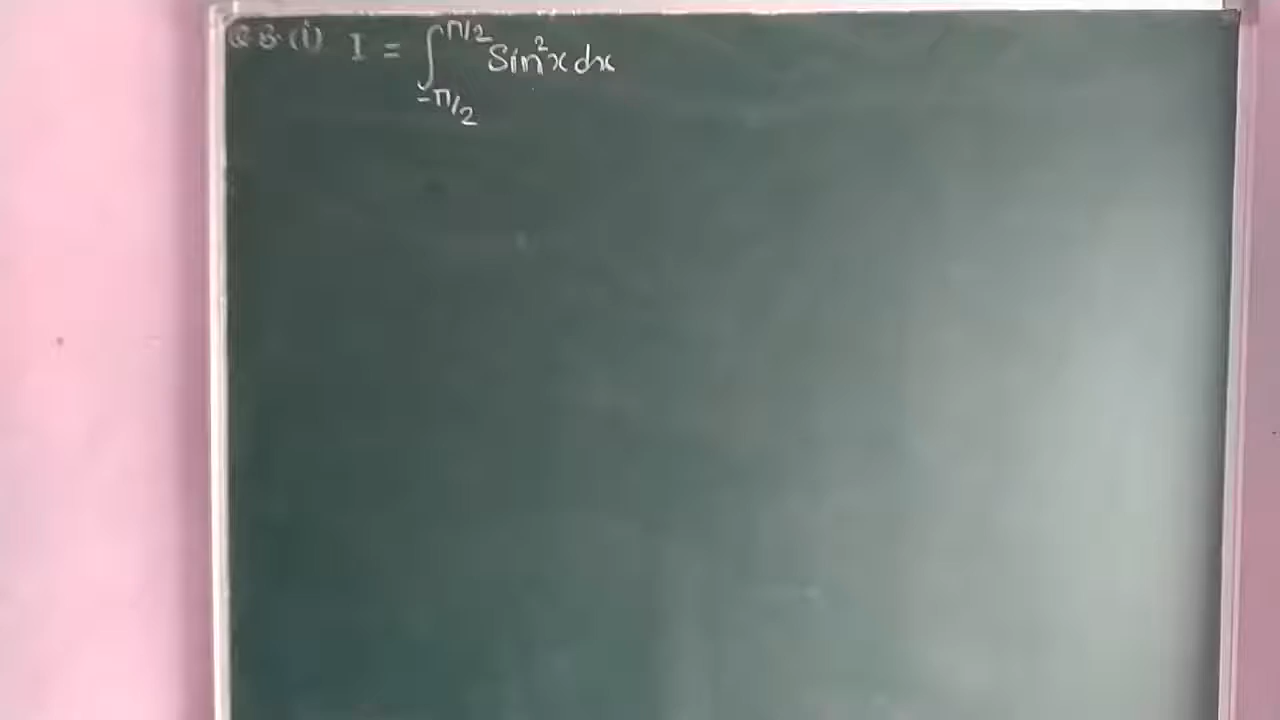 Q 3.(i) I = ∫_{-π/2}^{π/2} Sin²x dx